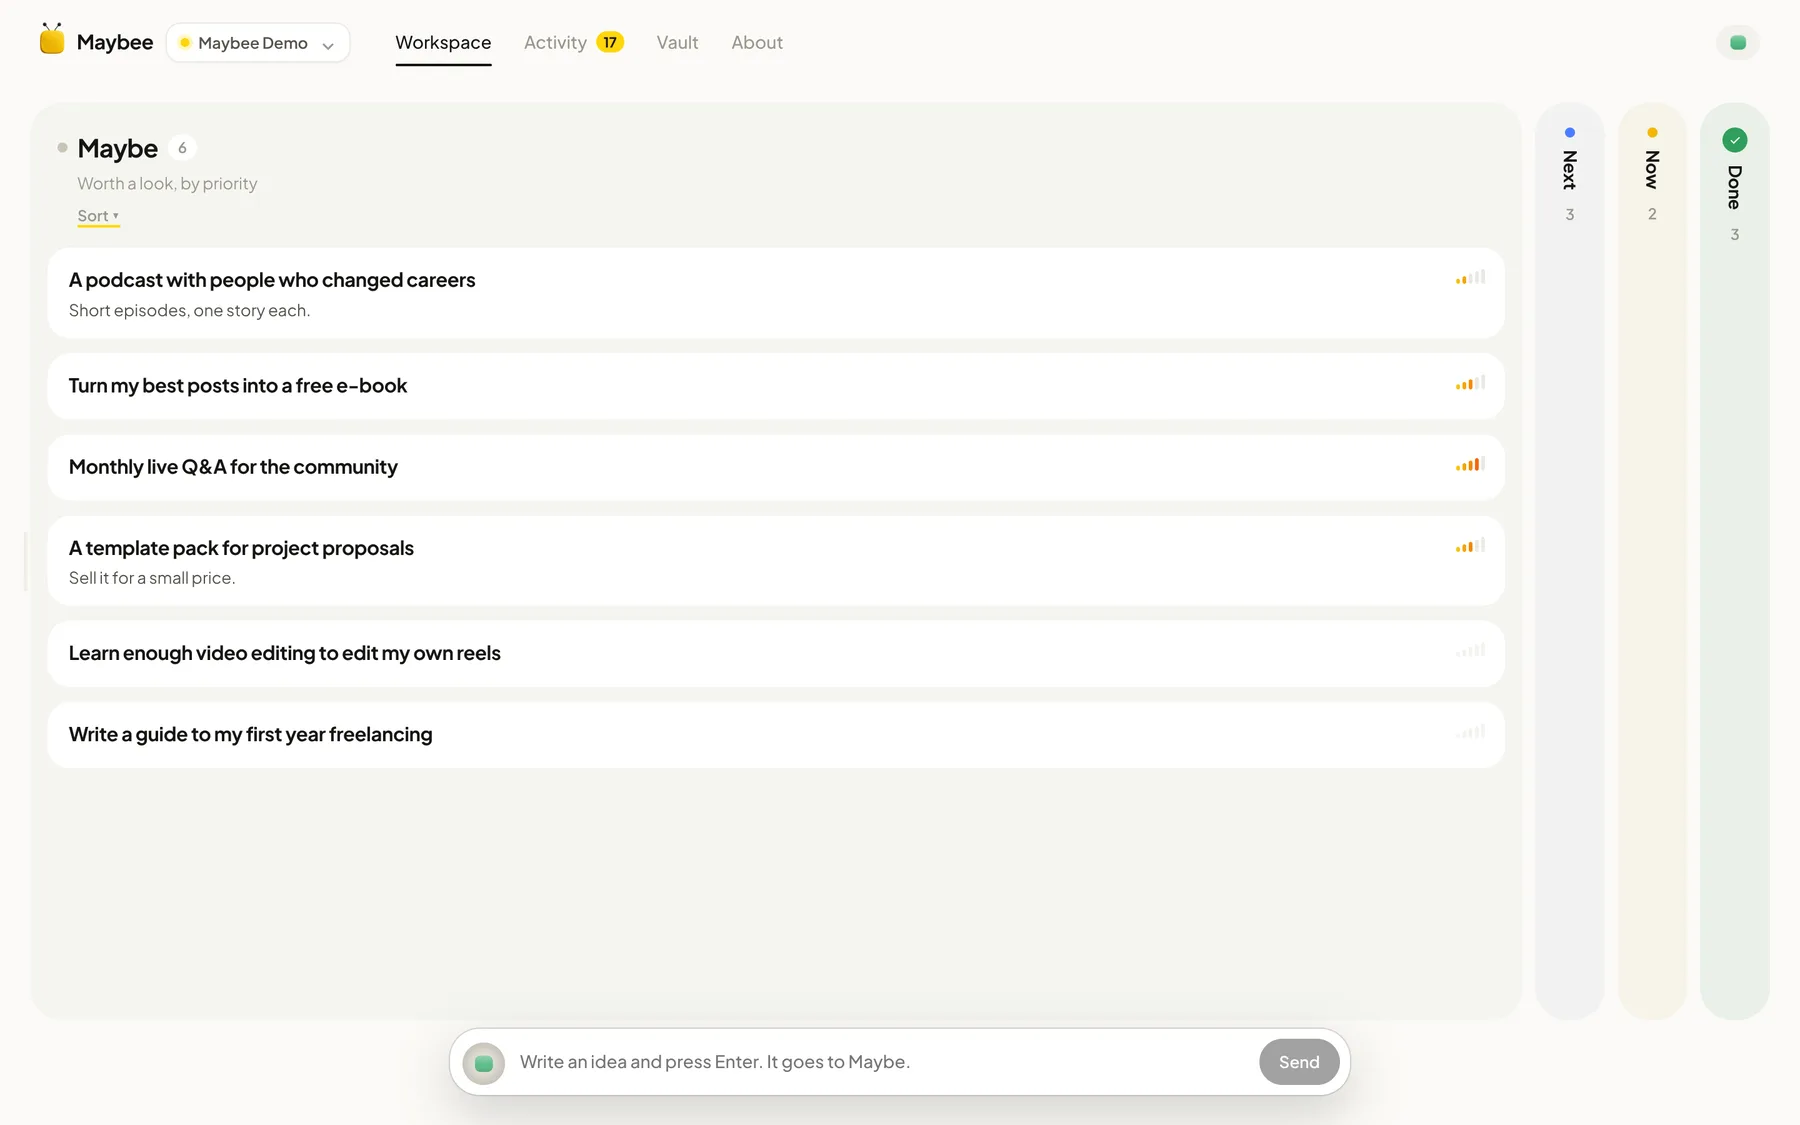 Maybee
Maybee Demo
Workspace
Activity 17
Vault
About
Maybe 6
Worth a look, by priority
Sort ▾
A podcast with people who changed careers
Short episodes, one story each.
Turn my best posts into a free e-book
Monthly live Q&A for the community
A template pack for project proposals
Sell it for a small price.
Learn enough video editing to edit my own reels
Write a guide to my first year freelancing
Next
3
Now
2
Done
3
Write an idea and press Enter. It goes to Maybe.
Send